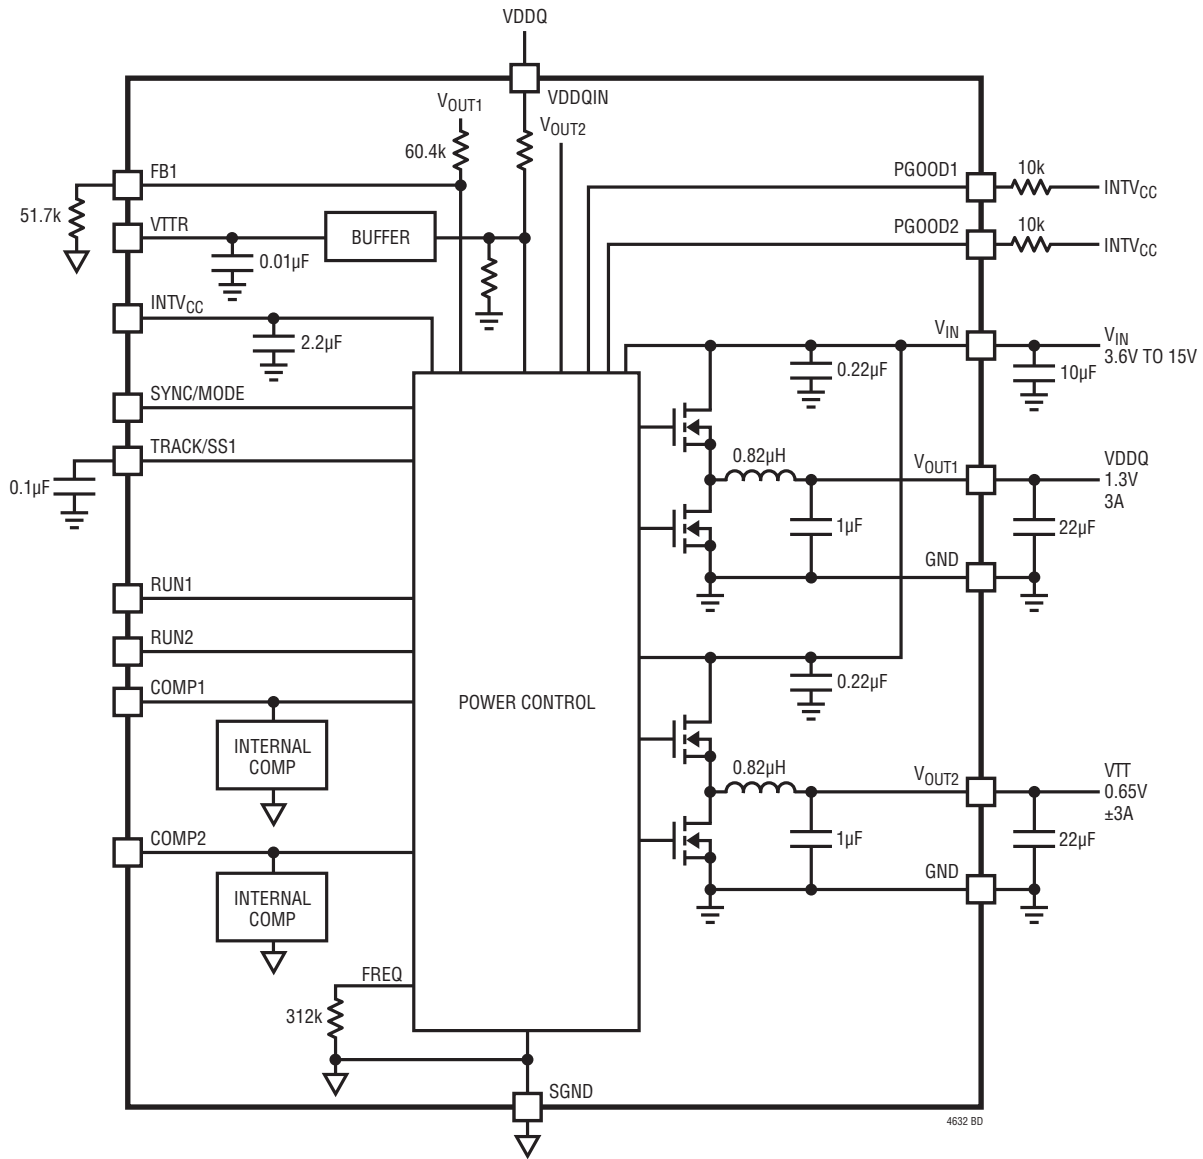 VDDQ
VDDQIN
VOUT1
VOUT2
60.4k
FB1
51.7k
VTTR
BUFFER
0.01µF
INTVCC
2.2µF
SYNC/MODE
TRACK/SS1
0.1µF
RUN1
RUN2
COMP1
INTERNAL
COMP
COMP2
INTERNAL
COMP
FREQ
312k
SGND
POWER CONTROL
PGOOD1
10k
INTVCC
PGOOD2
10k
INTVCC
VIN
VIN
3.6V TO 15V
0.22µF
10µF
0.82µH
VOUT1
VDDQ
1.3V
3A
1µF
22µF
GND
0.22µF
0.82µH
VOUT2
VTT
0.65V
±3A
1µF
22µF
GND
4632 BD